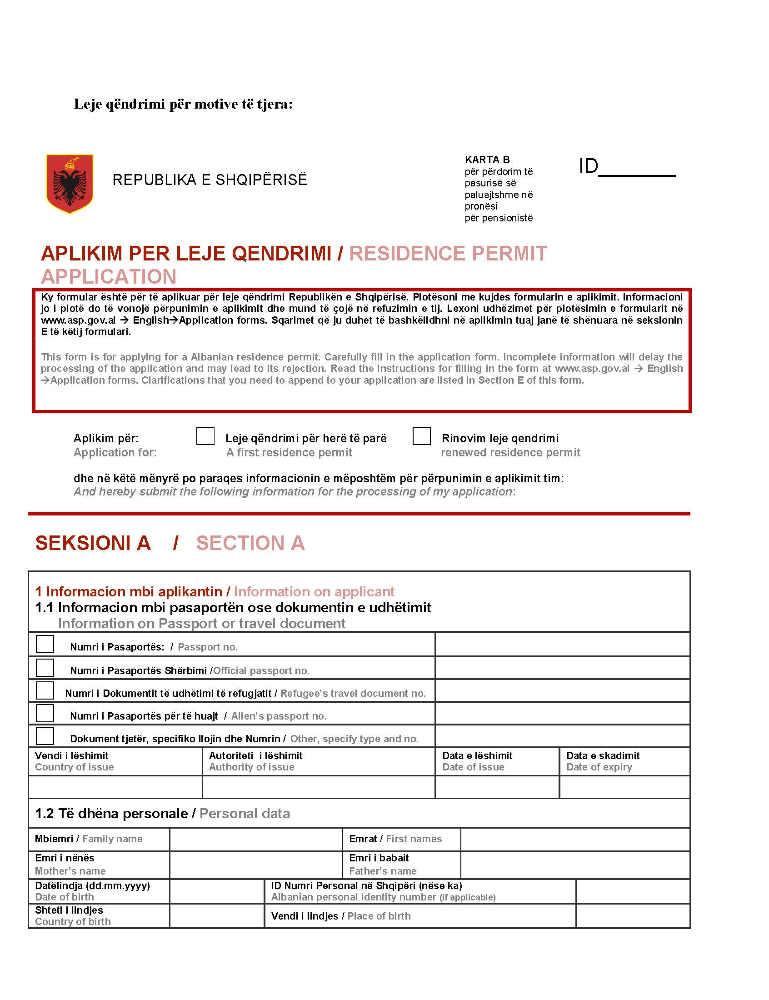 Leje qëndrimi për motive të tjera:
REPUBLIKA E SHQIPËRISË
KARTA B
për përdorim të
pasurisë së
paluajtshme në
pronësi
për pensionistë
ID_______
APLIKIM PER LEJE QENDRIMI / RESIDENCE PERMIT
APPLICATION
Ky formular është për të aplikuar për leje qëndrimi Republikën e Shqipërisë. Plotësoni me kujdes formularin e aplikimit. Informacioni
jo i plotë do të vonojë përpunimin e aplikimit dhe mund të çojë në refuzimin e tij. Lexoni udhëzimet për plotësimin e formularit në
www.asp.gov.al → English→Application forms. Sqarimet që ju duhet të bashkëlidhni në aplikimin tuaj janë të shënuara në seksionin
E të këtij formulari.
This form is for applying for a Albanian residence permit. Carefully fill in the application form. Incomplete information will delay the
processing of the application and may lead to its rejection. Read the instructions for filling in the form at www.asp.gov.al → English
→Application forms. Clarifications that you need to append to your application are listed in Section E of this form.
Aplikim për: Leje qëndrimi për herë të parë Rinovim leje qendrimi
Application for: A first residence permit renewed residence permit
dhe në këtë mënyrë po paraqes informacionin e mëposhtëm për përpunimin e aplikimit tim:
And hereby submit the following information for the processing of my application:
SEKSIONI A / SECTION A
1 Informacion mbi aplikantin / Information on applicant
1.1 Informacion mbi pasaportën ose dokumentin e udhëtimit
Information on Passport or travel document
Numri i Pasaportës: / Passport no.
Numri i Pasaportës Shërbimi /Official passport no.
Numri i Dokumentit të udhëtimi të refugjatit / Refugee's travel document no.
Numri i Pasaportës për të huajt / Alien's passport no.
Dokument tjetër, specifiko llojin dhe Numrin / Other, specify type and no.
Vendi i lëshimit Autoriteti i lëshimit Data e lëshimit Data e skadimit
Country of issue Authority of issue Date of issue Date of expiry
1.2 Të dhëna personale / Personal data
Mbiemri / Family name Emrat / First names
Emri i nënës Emri i babait
Mother's name Father's name
Datëlindja (dd.mm.yyyy) ID Numri Personal në Shqipëri (nëse ka)
Date of birth Albanian personal identity number (if applicable)
Shteti i lindjes
Country of birth
Vendi i lindjes / Place of birth